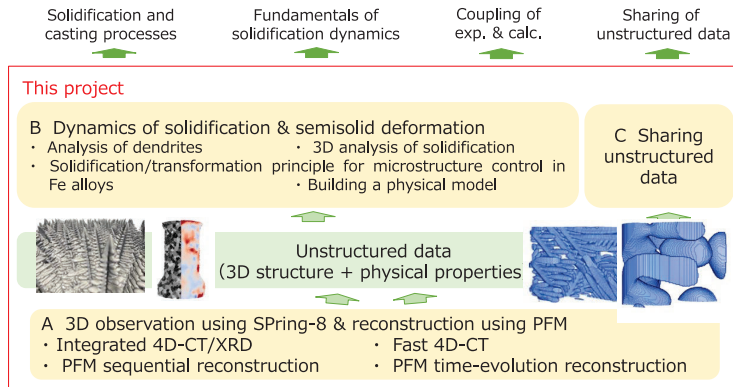 Solidification and
casting processes
Fundamentals of
solidification dynamics
Coupling of
exp. & calc.
Sharing of
unstructured data
This project
B Dynamics of solidification & semisolid deformation
・ Analysis of dendrites
・ 3D analysis of solidification
・ Solidification/transformation principle for microstructure control in
Fe alloys
・ Building a physical model
C Sharing
unstructured
data
Unstructured data
(3D structure + physical properties
A 3D observation using SPring-8 & reconstruction using PFM
・ Integrated 4D-CT/XRD
・ Fast 4D-CT
・ PFM sequential reconstruction
・ PFM time-evolution reconstruction